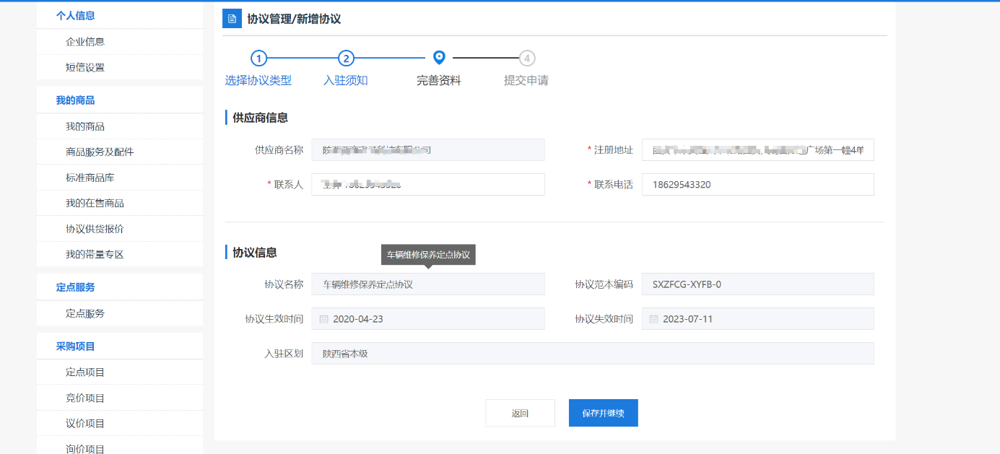 个人信息
企业信息
短信设置
我的商品
我的商品
商品服务及配件
标准商品库
我的在售商品
协议供货报价
我的带量专区
定点服务
定点服务
采购项目
定点项目
竞价项目
议价项目
询价项目
协议管理/新增协议
1 2 4
选择协议类型 入驻须知 完善资料 提交申请
供应商信息
供应商名称 公司 * 注册地址 广场第一幢4单
* 联系人 * 联系电话 18629543320
协议信息
车辆维修保养定点协议
协议名称 车辆维修保养定点协议 协议范本编码 SXZFCG-XYFB-0
协议生效时间 2020-04-23 协议失效时间 2023-07-11
入驻区划 陕西省本级
返回 保存并继续